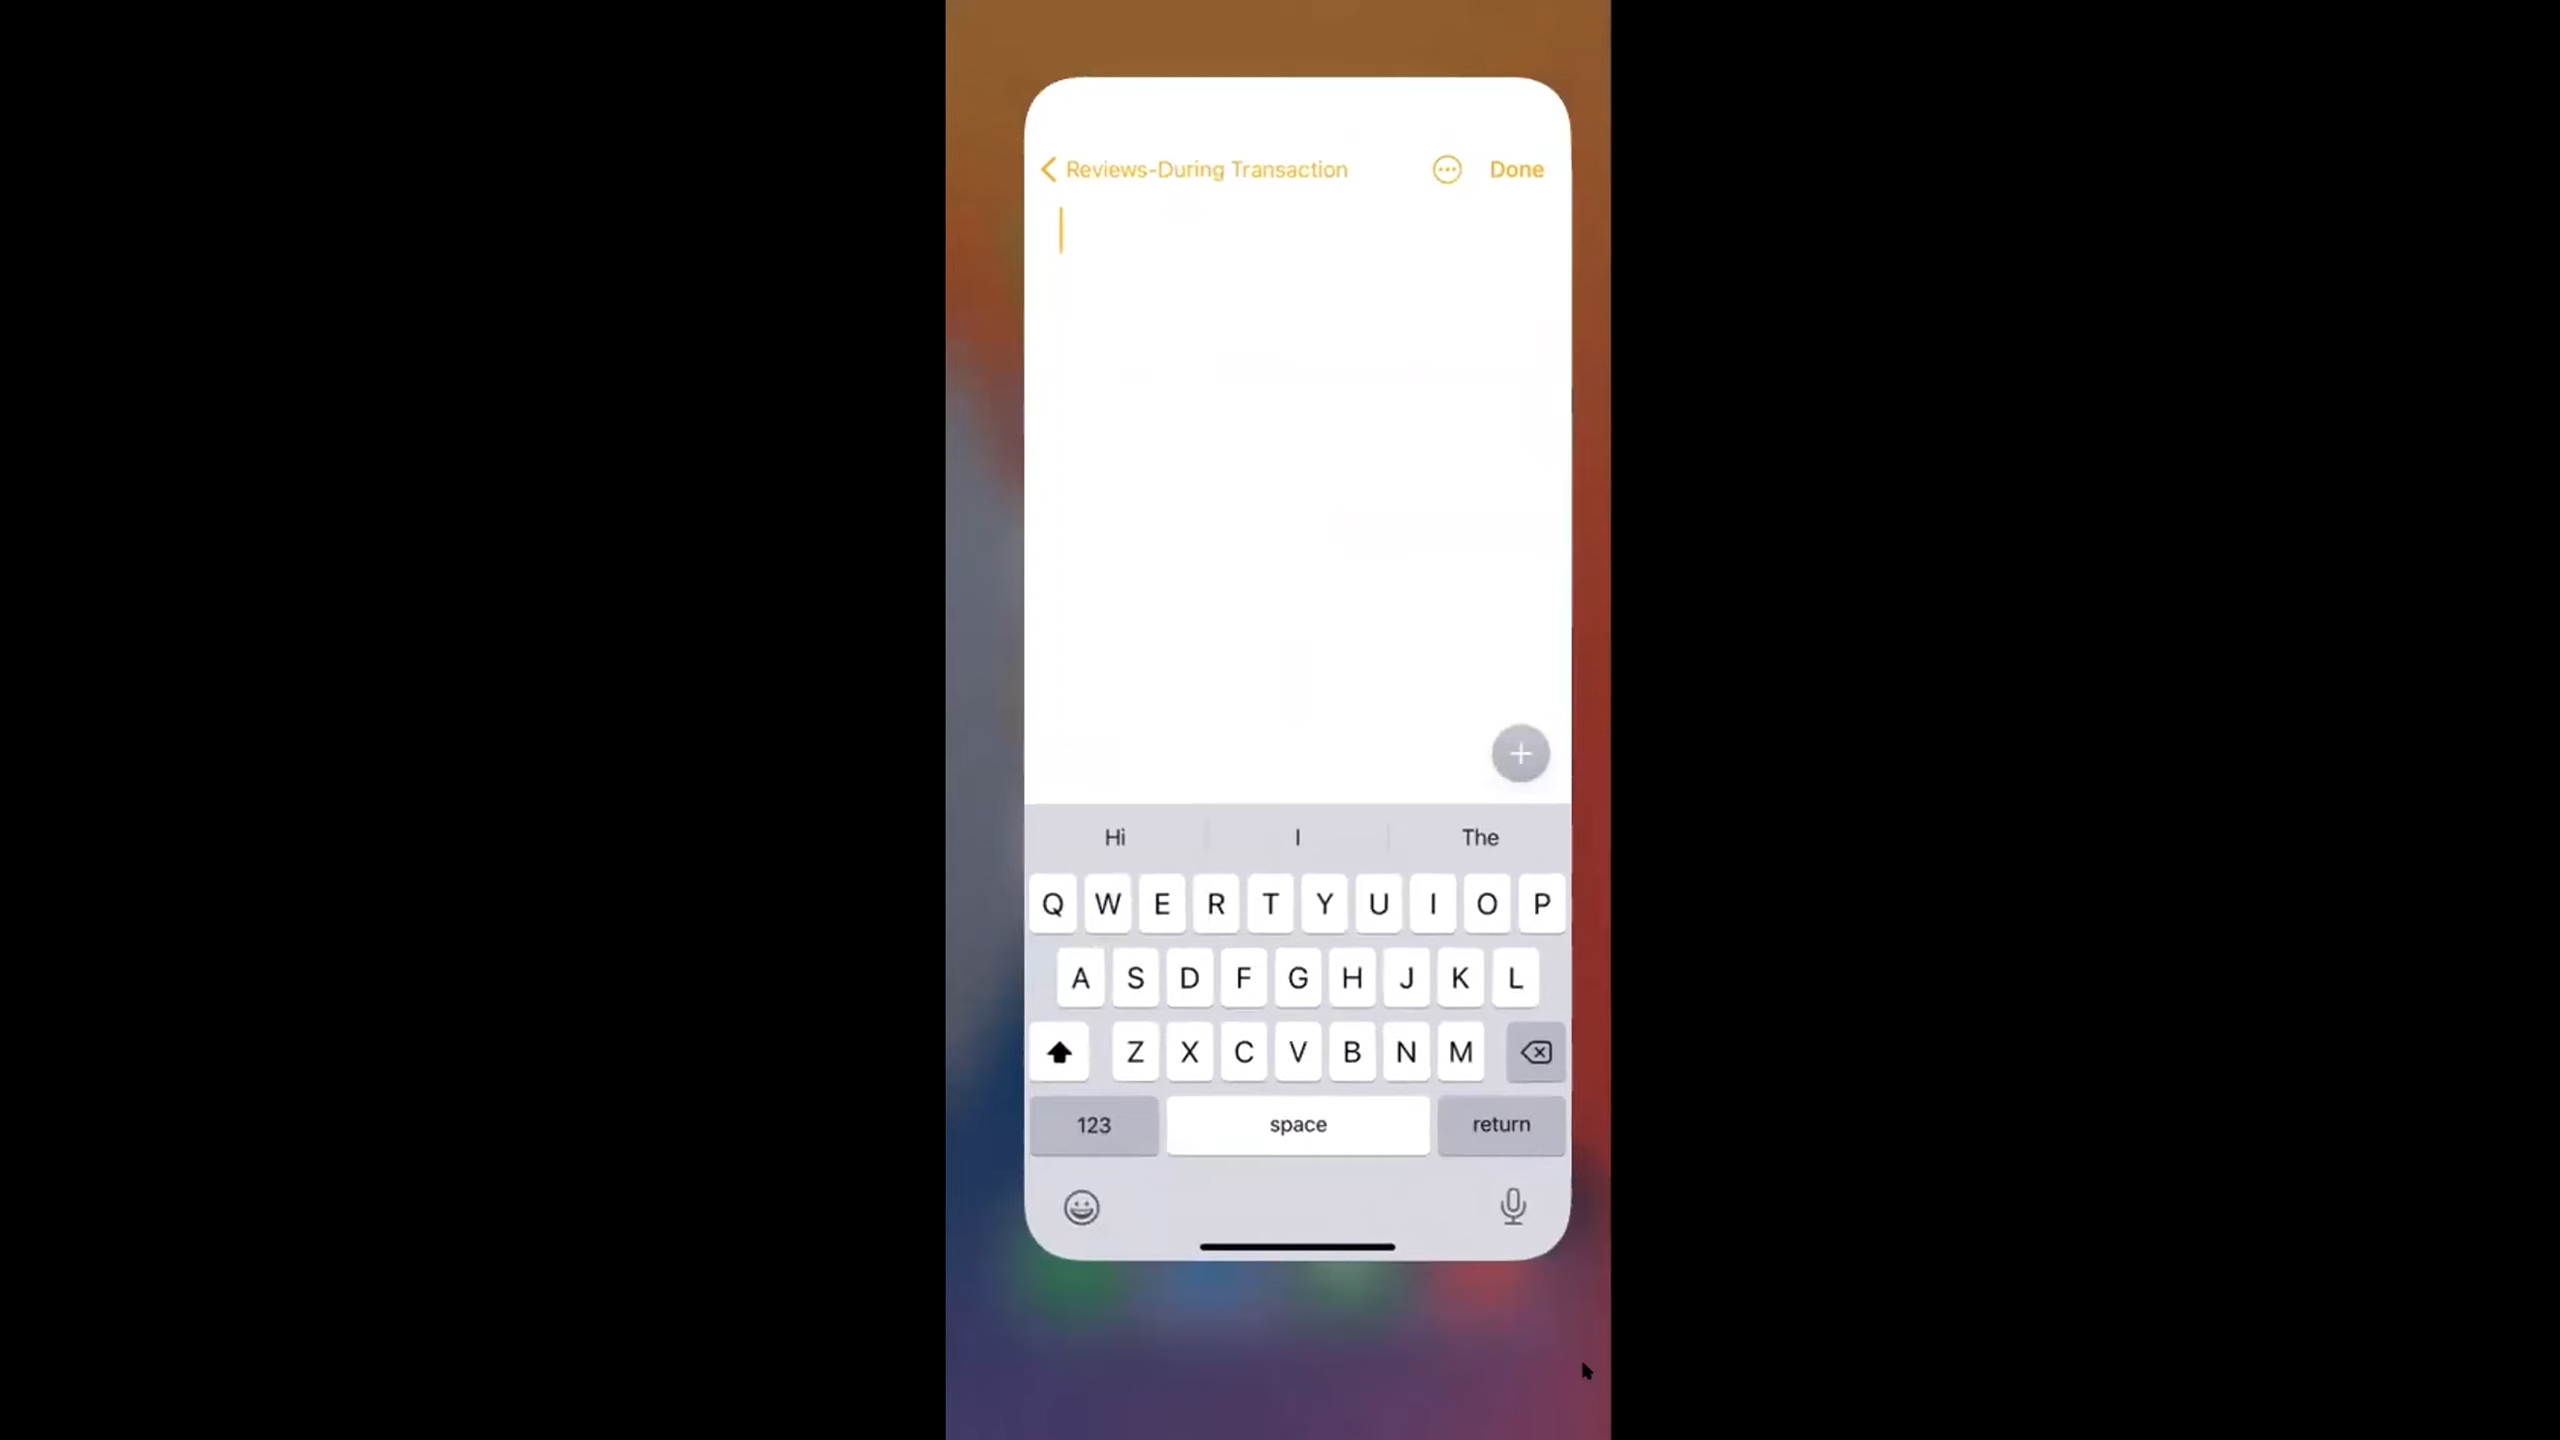 Reviews-During Transaction Done
Hi I The
Q W E R T Y U I O P
A S D F G H J K L
Z X C V B N M
123 space return